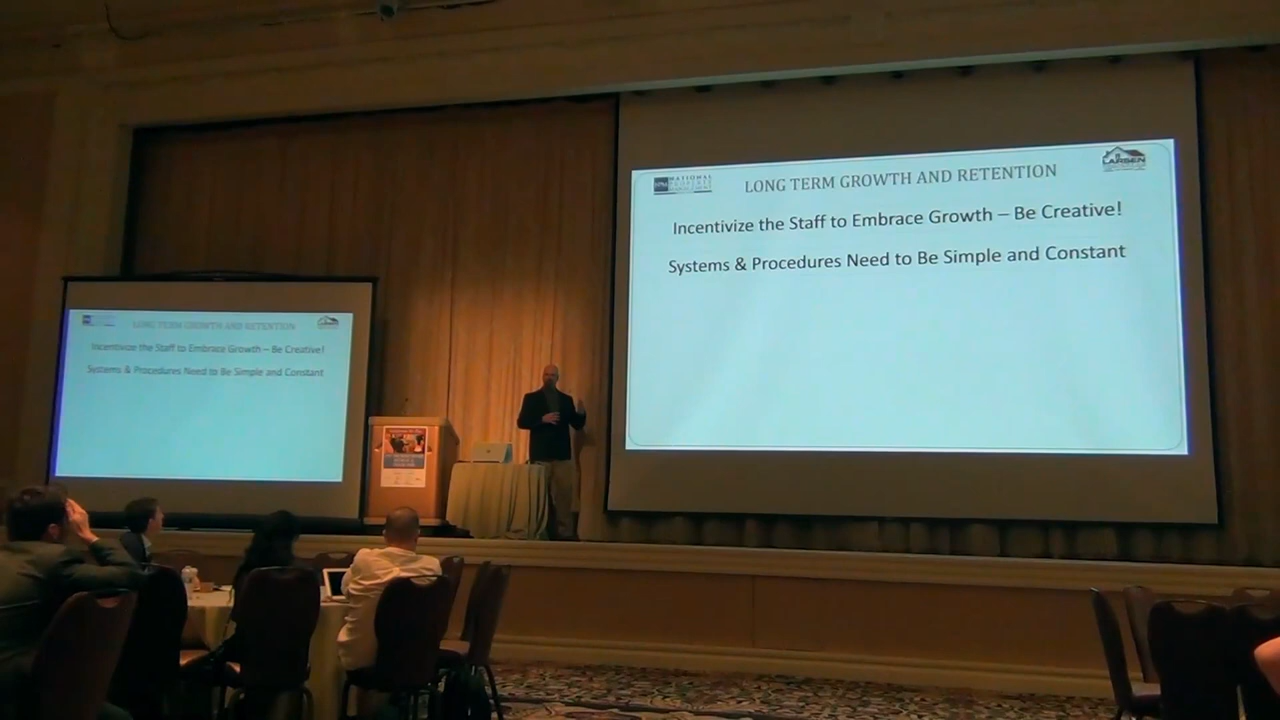 LONG TERM GROWTH AND RETENTION
Incentivize the Staff to Embrace Growth – Be Creative!
Systems & Procedures Need to Be Simple and Constant
NATIONAL
LARSEN
LONG TERM GROWTH AND RETENTION
Incentivize the Staff to Embrace Growth – Be Creative!
Systems & Procedures Need to Be Simple and Constant